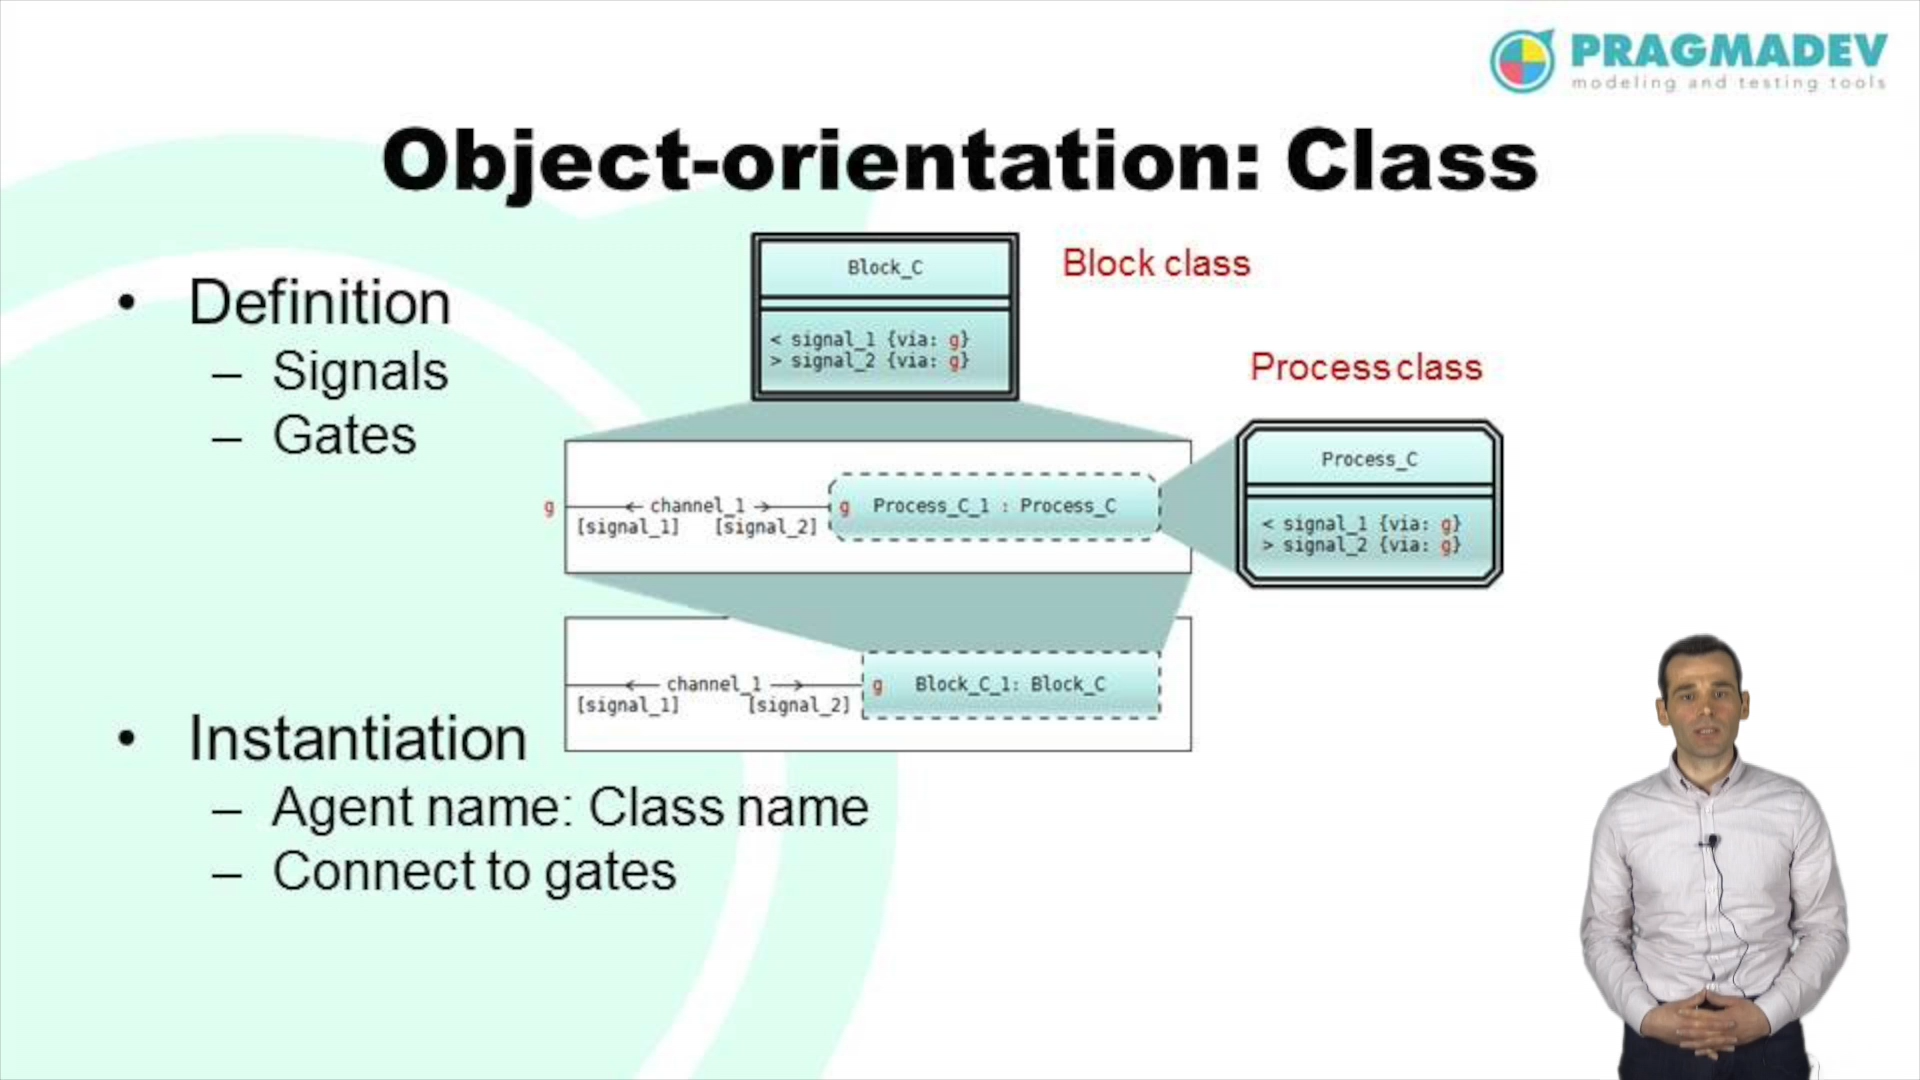 PRAGMADEV
modeling and testing tools
Object-orientation: Class
• Definition
– Signals
– Gates
Block_C
< signal_1 {via: g}
> signal_2 {via: g}
Block class
Process class
Process_C
< signal_1 {via: g}
> signal_2 {via: g}
g
channel_1
[signal_1] [signal_2]
g Process_C_1 : Process_C
channel_1
[signal_1] [signal_2]
g Block_C_1: Block_C
• Instantiation
– Agent name: Class name
– Connect to gates